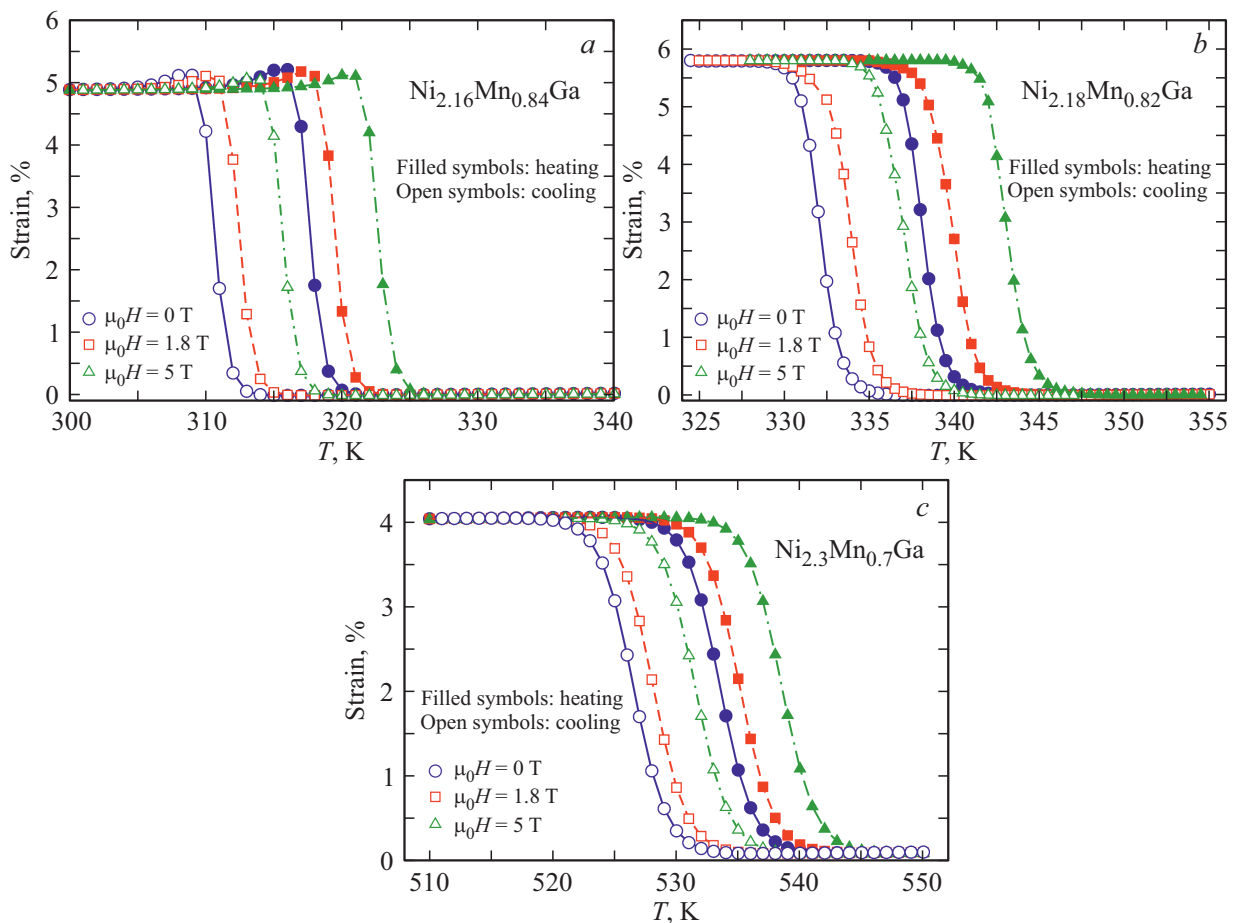 a
Ni2.16Mn0.84Ga
Filled symbols: heating
Open symbols: cooling
μ0H = 0 T
μ0H = 1.8 T
μ0H = 5 T
Strain, %
6
5
4
3
2
1
0
300
310
320
330
340
T, K
b
Ni2.18Mn0.82Ga
Filled symbols: heating
Open symbols: cooling
μ0H = 0 T
μ0H = 1.8 T
μ0H = 5 T
Strain, %
6
5
4
3
2
1
0
325
330
335
340
345
350
355
T, K
c
Ni2.3Mn0.7Ga
Filled symbols: heating
Open symbols: cooling
μ0H = 0 T
μ0H = 1.8 T
μ0H = 5 T
Strain, %
4
3
2
1
0
510
520
530
540
550
T, K